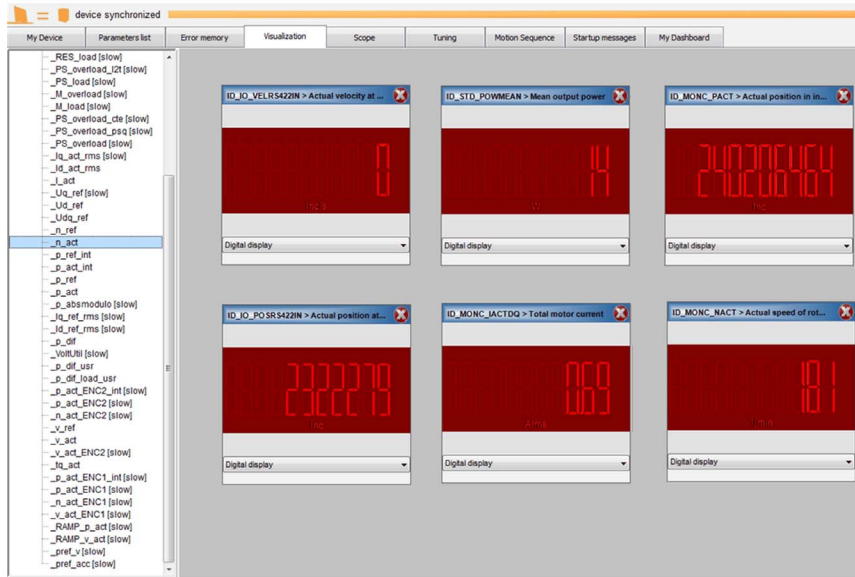 device synchronized
My Device
Parameters list
Error memory
Visualization
Scope
Tuning
Motion Sequence
Startup messages
My Dashboard
_RES_load [slow]
_PS_overload_I2t [slow]
_PS_load [slow]
_M_overload [slow]
_M_load [slow]
_PS_overload_cte [slow]
_PS_overload_psq [slow]
_PS_overload [slow]
_Iq_act_rms [slow]
_Id_act_rms
_I_act
_Uq_ref [slow]
_Ud_ref
_Udq_ref
_n_ref
_n_act
_p_ref_int
_p_act_int
_p_ref
_p_act
_p_absmodulo [slow]
_Iq_ref_rms [slow]
_Id_ref_rms [slow]
_p_dif
_VoltUtil [slow]
_p_dif_usr
_p_dif_load_usr
_p_act_ENC2_int [slow]
_p_act_ENC2 [slow]
_n_act_ENC2 [slow]
_v_ref
_v_act
_v_act_ENC2 [slow]
_tq_act
_p_act_ENC1_int [slow]
_p_act_ENC1 [slow]
_n_act_ENC1 [slow]
_v_act_ENC1 [slow]
_RAMP_p_act [slow]
_RAMP_v_act [slow]
_pref_v [slow]
_pref_acc [slow]
ID_IO_VELRS422IN > Actual velocity at ...
0
Inc s
Digital display
ID_STD_POWMEAN > Mean output power
14
W
Digital display
ID_MONC_PACT > Actual position in in...
240206464
Inc
Digital display
ID_IO_POSRS422IN > Actual position at...
2322279
Inc
Digital display
ID_MONC_IACTDQ > Total motor current
0.69
Arms
Digital display
ID_MONC_NACT > Actual speed of rot...
181
1 min
Digital display